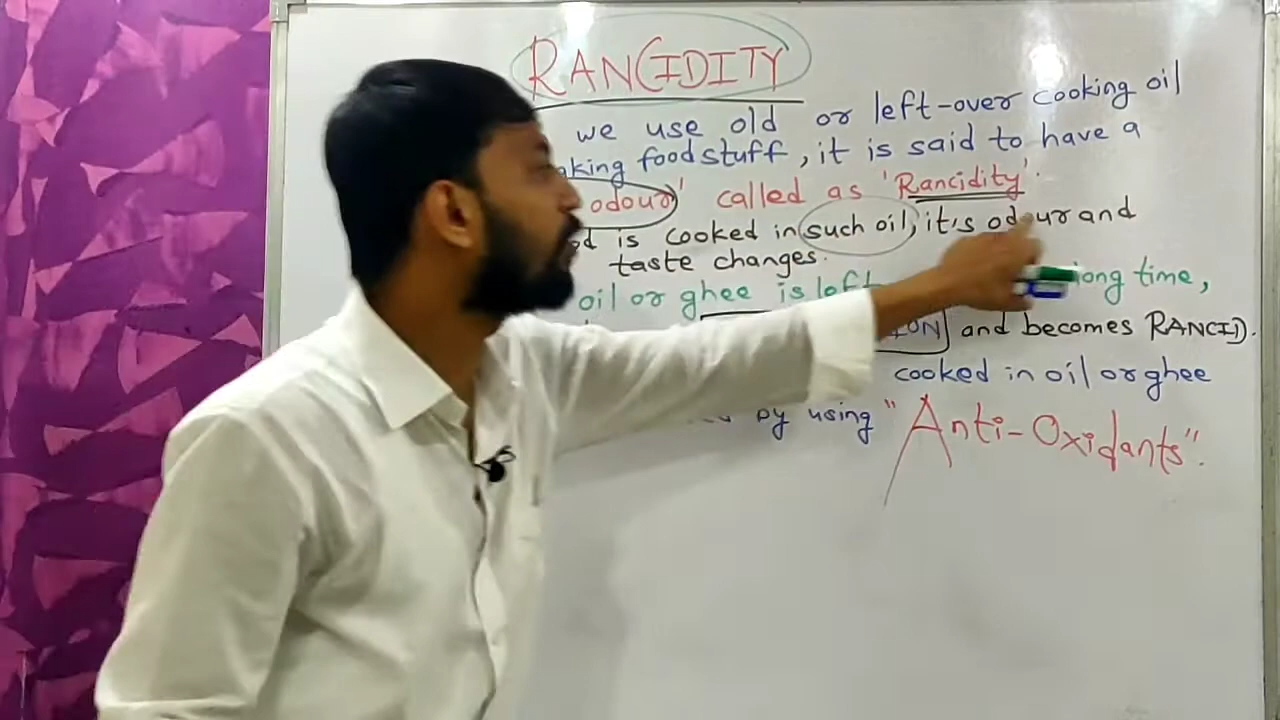 RANCIDITY
we use old or left-over cooking oil
foodstuff, it is said to have a
odour' called as 'Rancidity'.
is cooked in such oil, it's odour and
taste changes.
oil or ghee is left long time,
and becomes RANCID.
cooked in oil or ghee
by using "Anti-Oxidants".